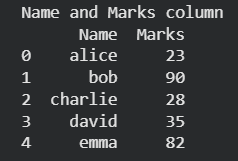 Name and Marks column
Name Marks
0 alice 23
1 bob 90
2 charlie 28
3 david 35
4 emma 82